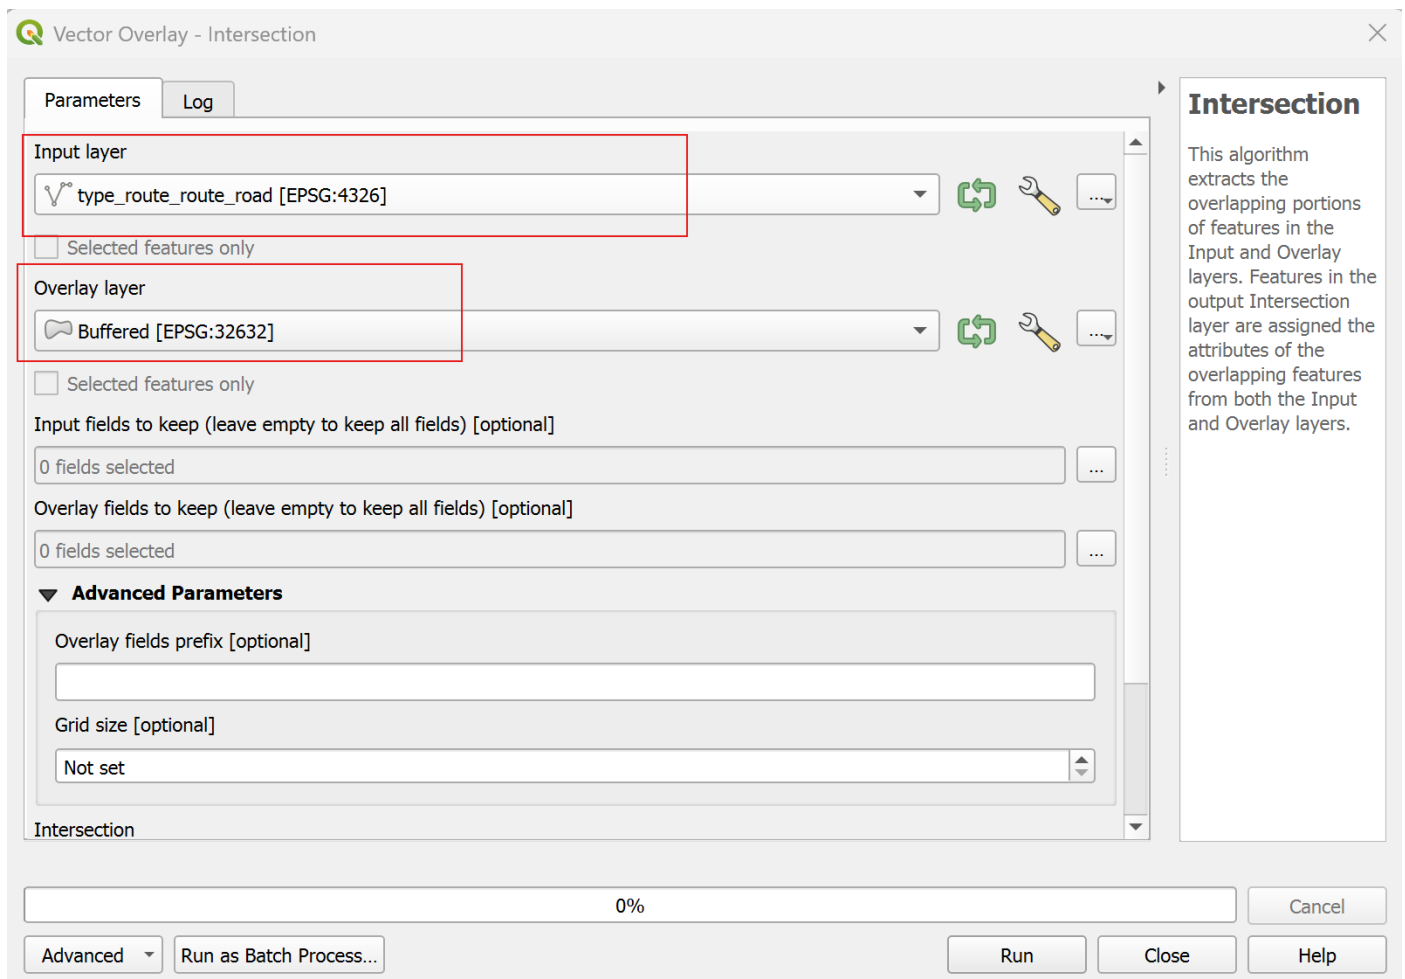 Vector Overlay - Intersection
Parameters
Log
Input layer
type_route_route_road [EPSG:4326]
...
Selected features only
Overlay layer
Buffered [EPSG:32632]
...
Selected features only
Input fields to keep (leave empty to keep all fields) [optional]
0 fields selected
...
Overlay fields to keep (leave empty to keep all fields) [optional]
0 fields selected
...
Advanced Parameters
Overlay fields prefix [optional]
Grid size [optional]
Not set
Intersection
Intersection
This algorithm
extracts the
overlapping portions
of features in the
Input and Overlay
layers. Features in the
output Intersection
layer are assigned the
attributes of the
overlapping features
from both the Input
and Overlay layers.
0%
Cancel
Advanced
Run as Batch Process...
Run
Close
Help